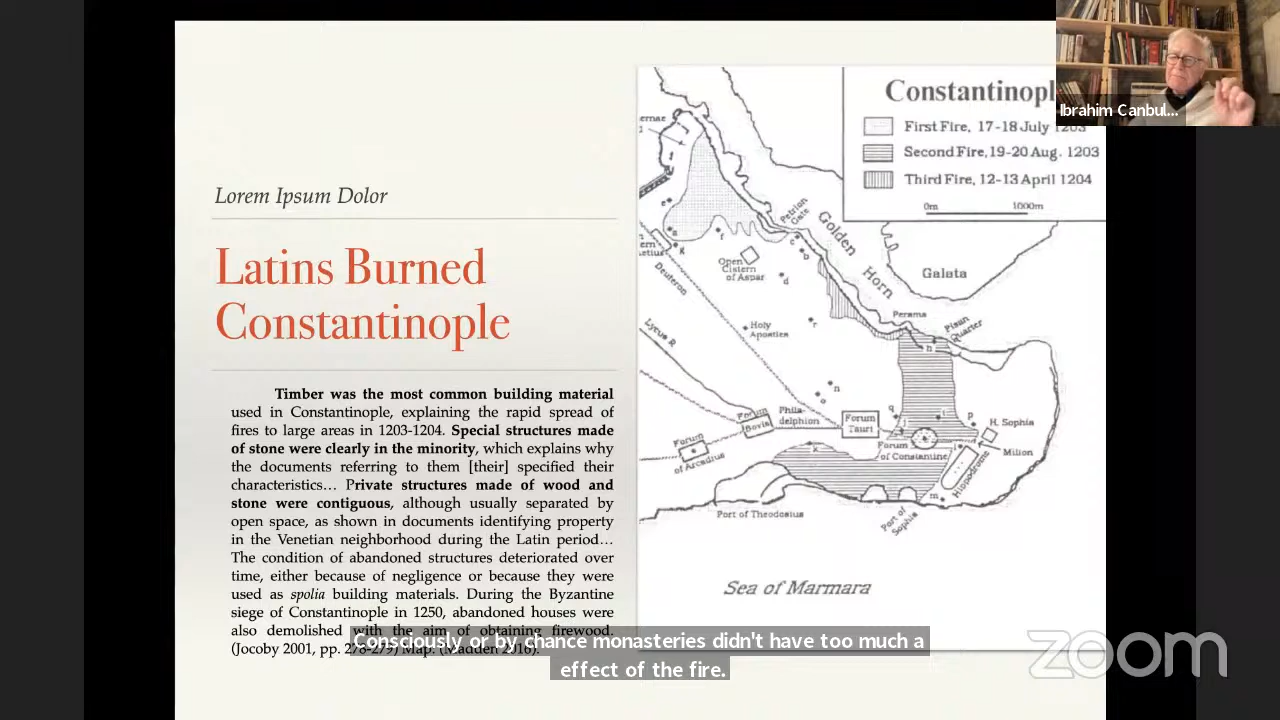 Lorem Ipsum Dolor
Latins Burned
Constantinople
Timber was the most common building material
used in Constantinople, explaining the rapid spread of
fires to large areas in 1203-1204. Special structures made
of stone were clearly in the minority, which explains why
the documents referring to them [their] specified their
characteristics… Private structures made of wood and
stone were contiguous, although usually separated by
open space, as shown in documents identifying property
in the Venetian neighborhood during the Latin period…
The condition of abandoned structures deteriorated over
time, either because of negligence or because they were
used as spolia building materials. During the Byzantine
siege of Constantinople in 1250, abandoned houses were
also demolished with the aim of obtaining firewood.
(Jacoby 2001, pp. 278-279) Map: (Madden 2016).
Constantinopl
First Fire, 17-18 July 1203
Second Fire, 19-20 Aug. 1203
Third Fire, 12-13 April 1204
0m 1000m
Petrion
Gate
Golden
Horn
Galata
Open
Cistern
of Aspar
Deuteron
Lycus R
Holy
Apostles
Perama
Pisan
Quarter
Forum
Bovis
Phila-
delphion
Forum
Tauri
Forum
of Constantine
H. Sophia
Milion
Hippodrome
Forum
of Arcadius
Port of Theodosius
Port of
Sophia
Sea of Marmara
Ibrahim Canbul...
Consciously or by chance monasteries didn't have too much a
effect of the fire.
zoom